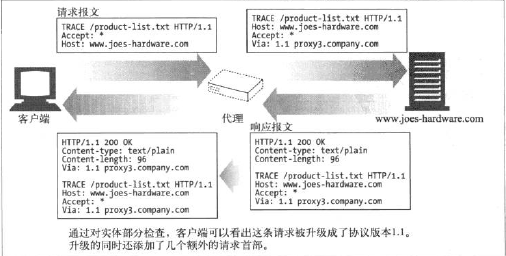 请求报文
TRACE /product-list.txt HTTP/1.1
Accept: *
Host: www.joes-hardware.com
TRACE /product-list.txt HTTP/1.1
Host: www.joes-hardware.com
Accept: *
Via: 1.1 proxy3.company.com
客户端
代理
www.joes-hardware.com
响应报文
HTTP/1.1 200 OK
Content-type: text/plain
Content-length: 96
Via: 1.1 proxy3.company.com
TRACE /product-list.txt HTTP/1.1
Host: www.joes-hardware.com
Accept: *
Via: 1.1 proxy3.company.com
HTTP/1.1 200 OK
Content-type: text/plain
Content-length: 96
TRACE /product-list.txt HTTP/1.1
Host: www.joes-hardware.com
Accept: *
Via: 1.1 proxy3.company.com
通过对实体部分检查，客户端可以看出这条请求被升级成了协议版本1.1。
升级的同时还添加了几个额外的请求首部。